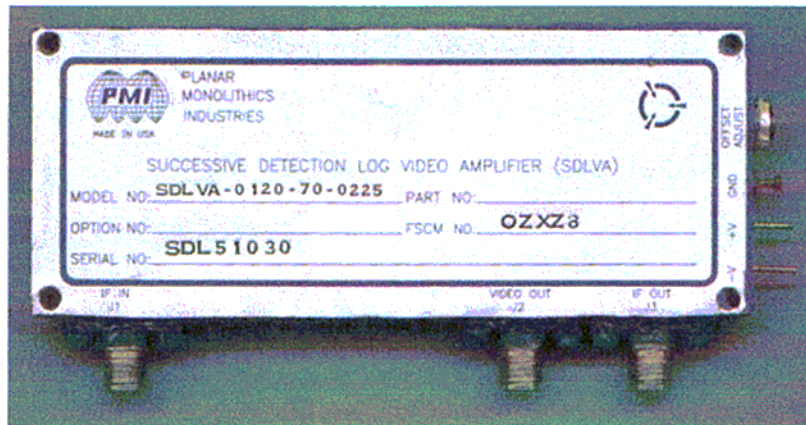 PMI
MADE IN USA
PLANAR
MONOLITHICS
INDUSTRIES
SUCCESSIVE DETECTION LOG VIDEO AMPLIFIER (SDLVA)
MODEL NO: SDLVA-0120-70-0225 PART NO:
OPTION NO: FSCM NO. OZXZ3
SERIAL NO: SDL51030
OFFSET
ADJUST
GND
+V
-V
IF IN
J1
VIDEO OUT
J2
IF OUT
J3